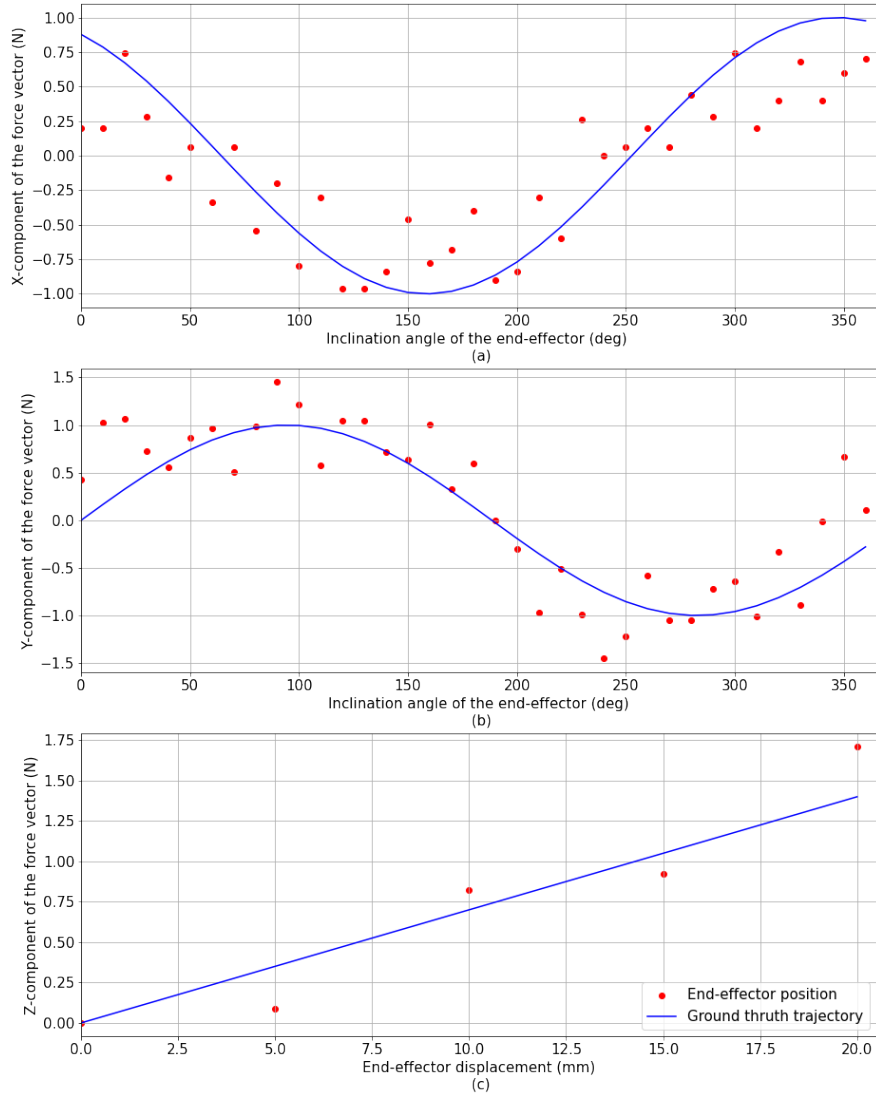 X-component of the force vector (N)
1.00
0.75
0.50
0.25
0.00
−0.25
−0.50
−0.75
−1.00
0 50 100 150 200 250 300 350
Inclination angle of the end-effector (deg)
(a)
Y-component of the force vector (N)
1.5
1.0
0.5
0.0
−0.5
−1.0
−1.5
0 50 100 150 200 250 300 350
Inclination angle of the end-effector (deg)
(b)
Z-component of the force vector (N)
1.75
1.50
1.25
1.00
0.75
0.50
0.25
0.00
End-effector position
Ground thruth trajectory
0.0 2.5 5.0 7.5 10.0 12.5 15.0 17.5 20.0
End-effector displacement (mm)
(c)